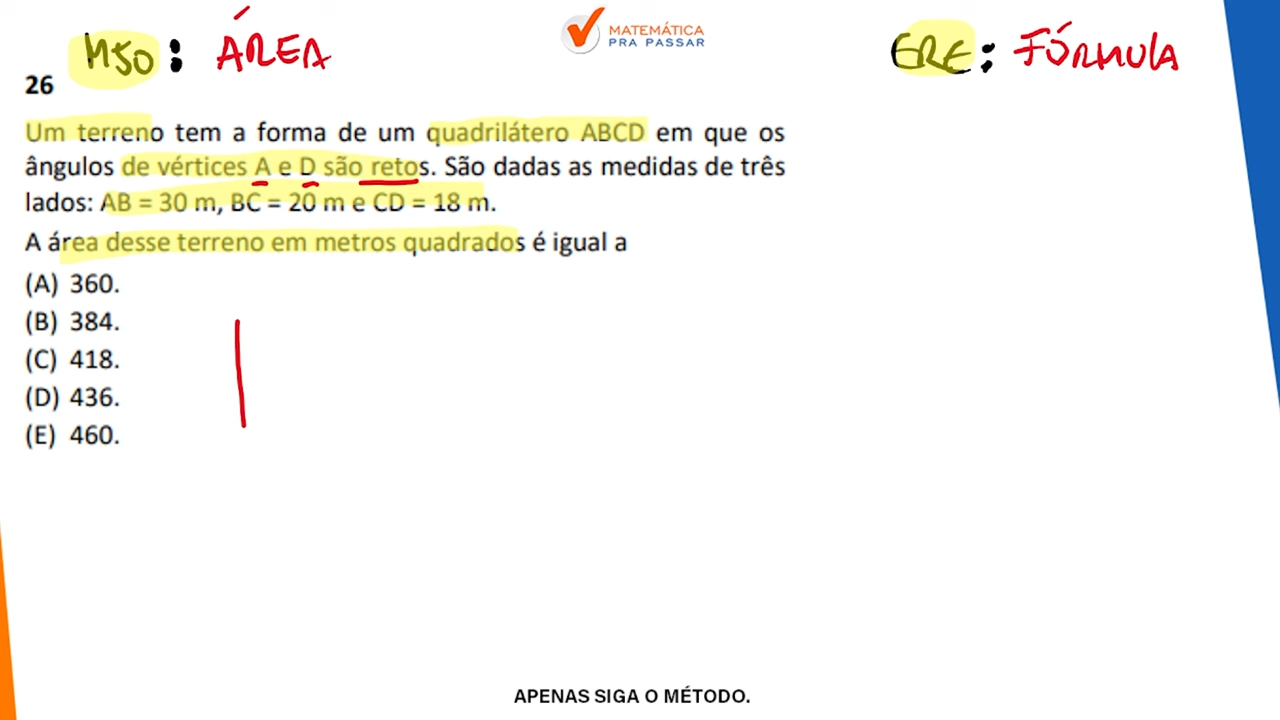 M50: ÁREA
MATEMÁTICA
PRA PASSAR
ERE: FÓRMULA
26
Um terreno tem a forma de um quadrilátero ABCD em que os
ângulos de vértices A e D são retos. São dadas as medidas de três
lados: AB = 30 m, BC = 20 m e CD = 18 m.
A área desse terreno em metros quadrados é igual a
(A) 360.
(B) 384.
(C) 418.
(D) 436.
(E) 460.
APENAS SIGA O MÉTODO.